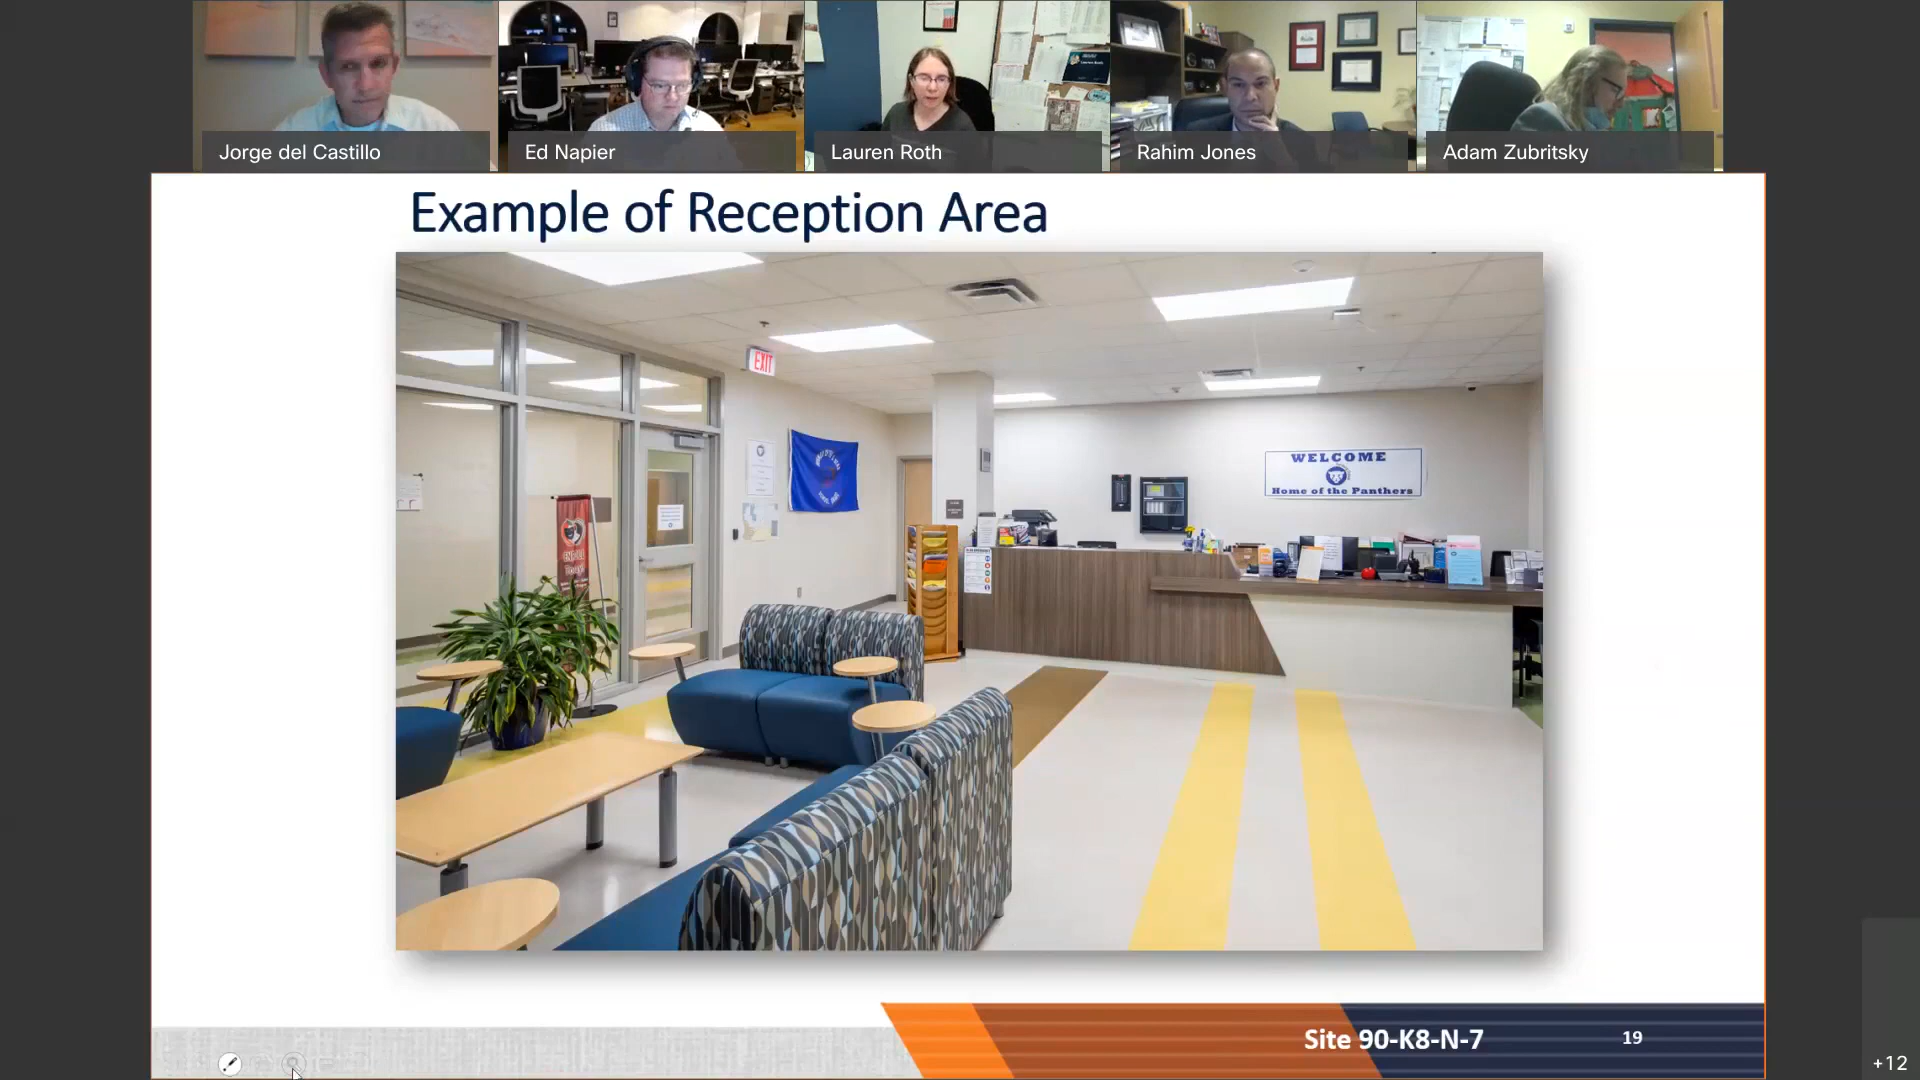 Jorge del Castillo
Ed Napier
Lauren Roth
Rahim Jones
Adam Zubritsky
Example of Reception Area
EXIT
WELCOME
Home of the Panthers
Site 90-K8-N-7
19
+12